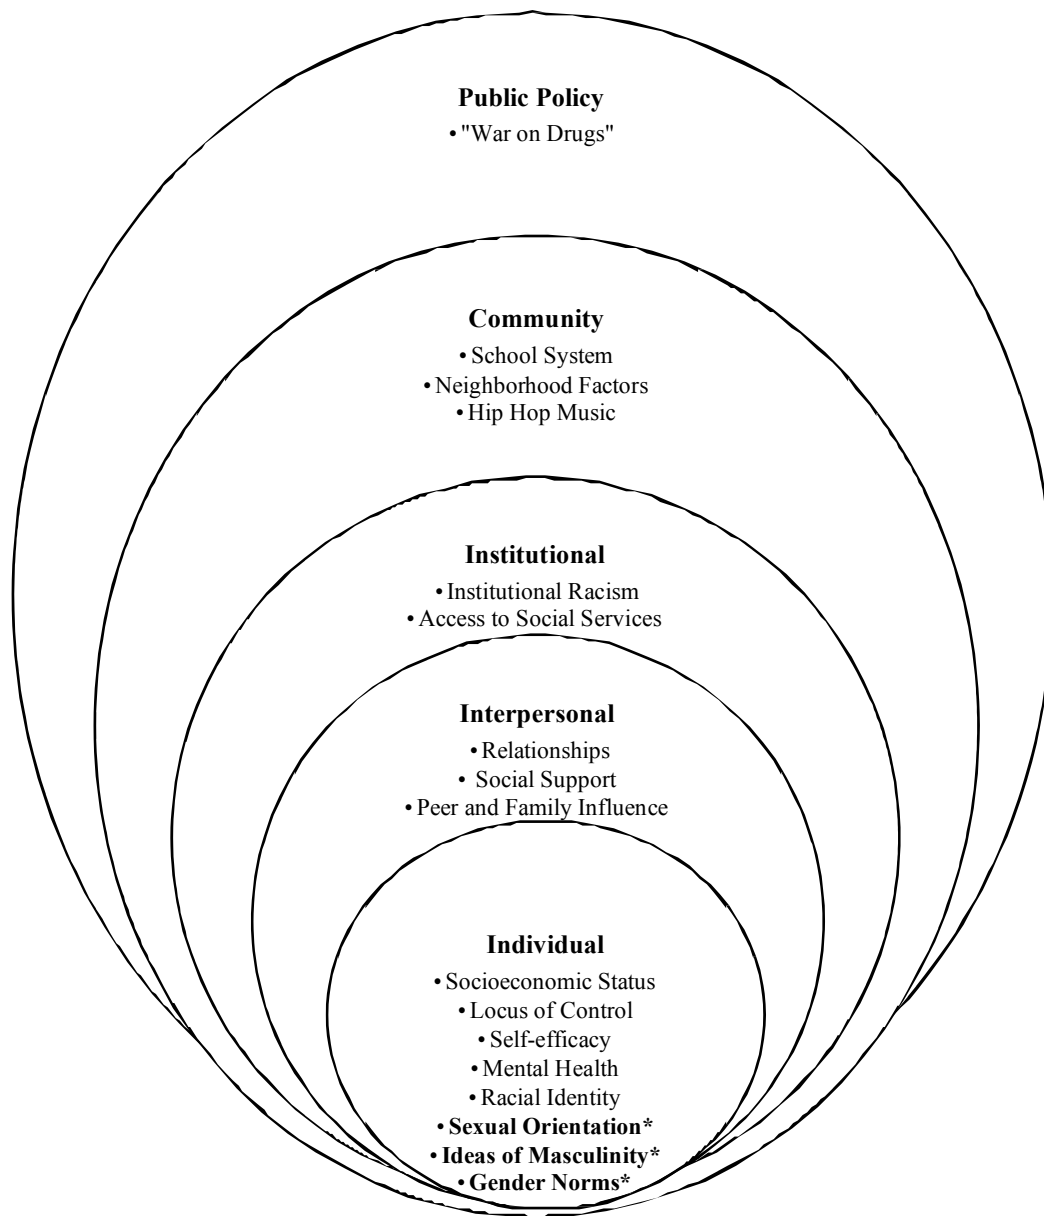 Public Policy
• "War on Drugs"
Community
• School System
• Neighborhood Factors
• Hip Hop Music
Institutional
• Institutional Racism
• Access to Social Services
Interpersonal
• Relationships
• Social Support
• Peer and Family Influence
Individual
• Socioeconomic Status
• Locus of Control
• Self-efficacy
• Mental Health
• Racial Identity
• Sexual Orientation*
• Ideas of Masculinity*
• Gender Norms*